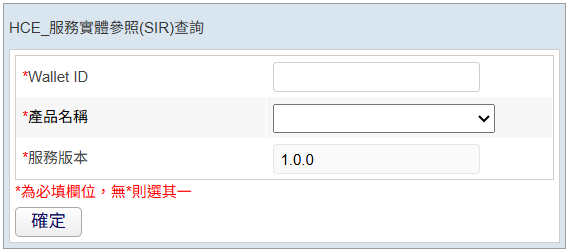 HCE_服務實體參照(SIR)查詢
*Wallet ID
*產品名稱
*服務版本 1.0.0
*為必填欄位，無*則選其一
確定